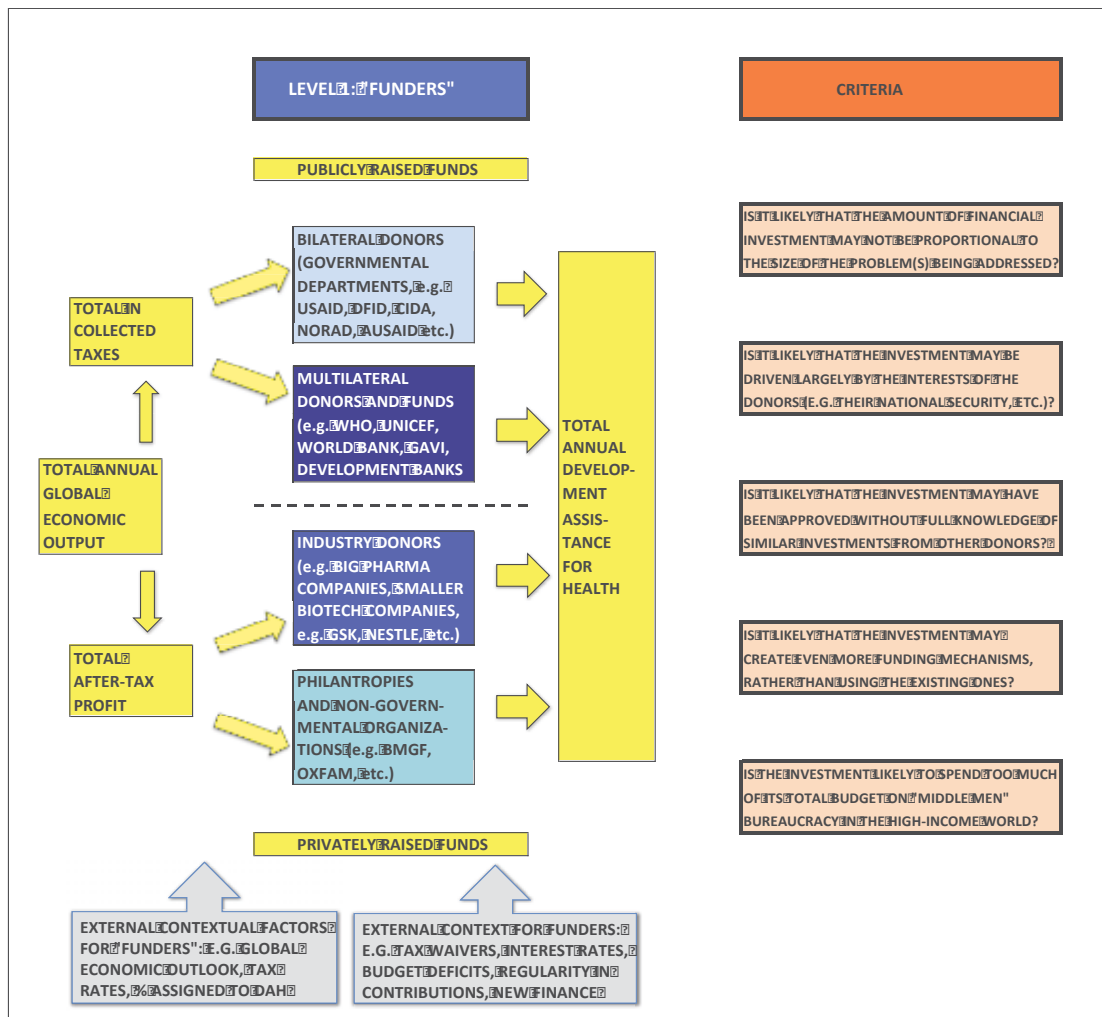 LEVEL 1: "FUNDERS"
CRITERIA
PUBLICLY RAISED FUNDS
BILATERAL DONORS
(GOVERNMENTAL
DEPARTMENTS, e.g.
USAID, DFID, CIDA,
NORAD, AUSAID etc.)
TOTAL IN
COLLECTED
TAXES
MULTILATERAL
DONORS AND FUNDS
(e.g. WHO, UNICEF,
WORLD BANK, GAVI,
DEVELOPMENT BANKS
TOTAL ANNUAL
GLOBAL
ECONOMIC
OUTPUT
INDUSTRY DONORS
(e.g. BIG PHARMA
COMPANIES, SMALLER
BIOTECH COMPANIES,
e.g. GSK, NESTLE, etc.)
TOTAL
AFTER-TAX
PROFIT
PHILANTROPIES
AND NON-GOVERN-
MENTAL ORGANIZA-
TIONS (e.g. BMGF,
OXFAM, etc.)
TOTAL
ANNUAL
DEVELOP-
MENT
ASSIS-
TANCE
FOR
HEALTH
PRIVATELY RAISED FUNDS
EXTERNAL CONTEXTUAL FACTORS
FOR "FUNDERS": E.G. GLOBAL
ECONOMIC OUTLOOK, TAX
RATES, % ASSIGNED TO DAH
EXTERNAL CONTEXT FOR FUNDERS:
E.G. TAX WAIVERS, INTEREST RATES,
BUDGET DEFICITS, REGULARITY IN
CONTRIBUTIONS, NEW FINANCE
IS IT LIKELY THAT THE AMOUNT OF FINANCIAL
INVESTMENT MAY NOT BE PROPORTIONAL TO
THE SIZE OF THE PROBLEM(S) BEING ADDRESSED?
IS IT LIKELY THAT THE INVESTMENT MAY BE
DRIVEN LARGELY BY THE INTERESTS OF THE
DONORS (E.G. THEIR NATIONAL SECURITY, ETC.)?
IS IT LIKELY THAT THE INVESTMENT MAY HAVE
BEEN APPROVED WITHOUT FULL KNOWLEDGE OF
SIMILAR INVESTMENTS FROM OTHER DONORS?
IS IT LIKELY THAT THE INVESTMENT MAY
CREATE EVEN MORE FUNDING MECHANISMS,
RATHER THAN USING THE EXISTING ONES?
IS THE INVESTMENT LIKELY TO SPEND TOO MUCH
OF ITS TOTAL BUDGET ON "MIDDLE MEN"
BUREAUCRACY IN THE HIGH-INCOME WORLD?